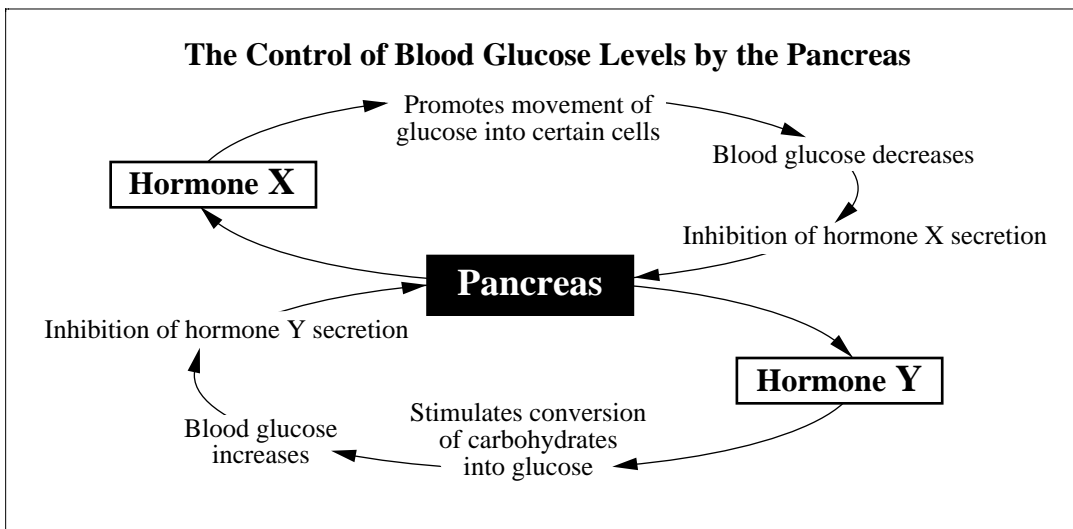 The Control of Blood Glucose Levels by the Pancreas
Promotes movement of
glucose into certain cells
Blood glucose decreases
Hormone X
Inhibition of hormone X secretion
Pancreas
Inhibition of hormone Y secretion
Hormone Y
Stimulates conversion
of carbohydrates
into glucose
Blood glucose
increases